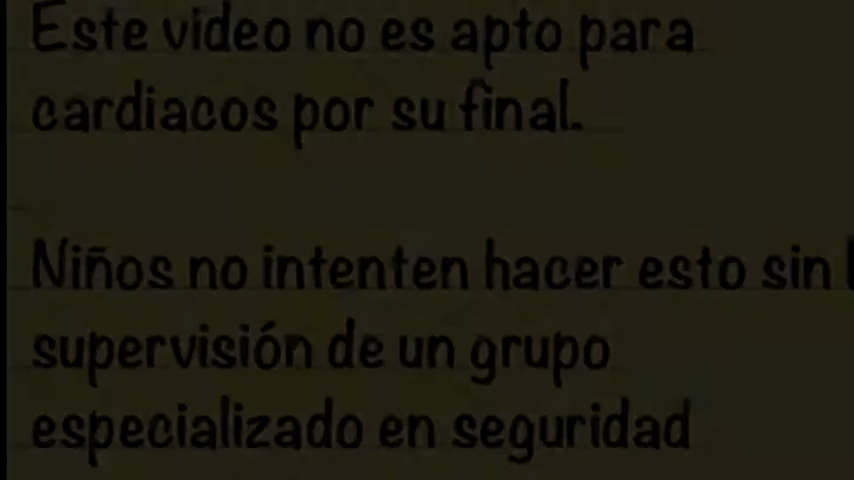 Este video no es apto para
cardiacos por su final.
Niños no intenten hacer esto sin
supervisión de un grupo
especializado en seguridad